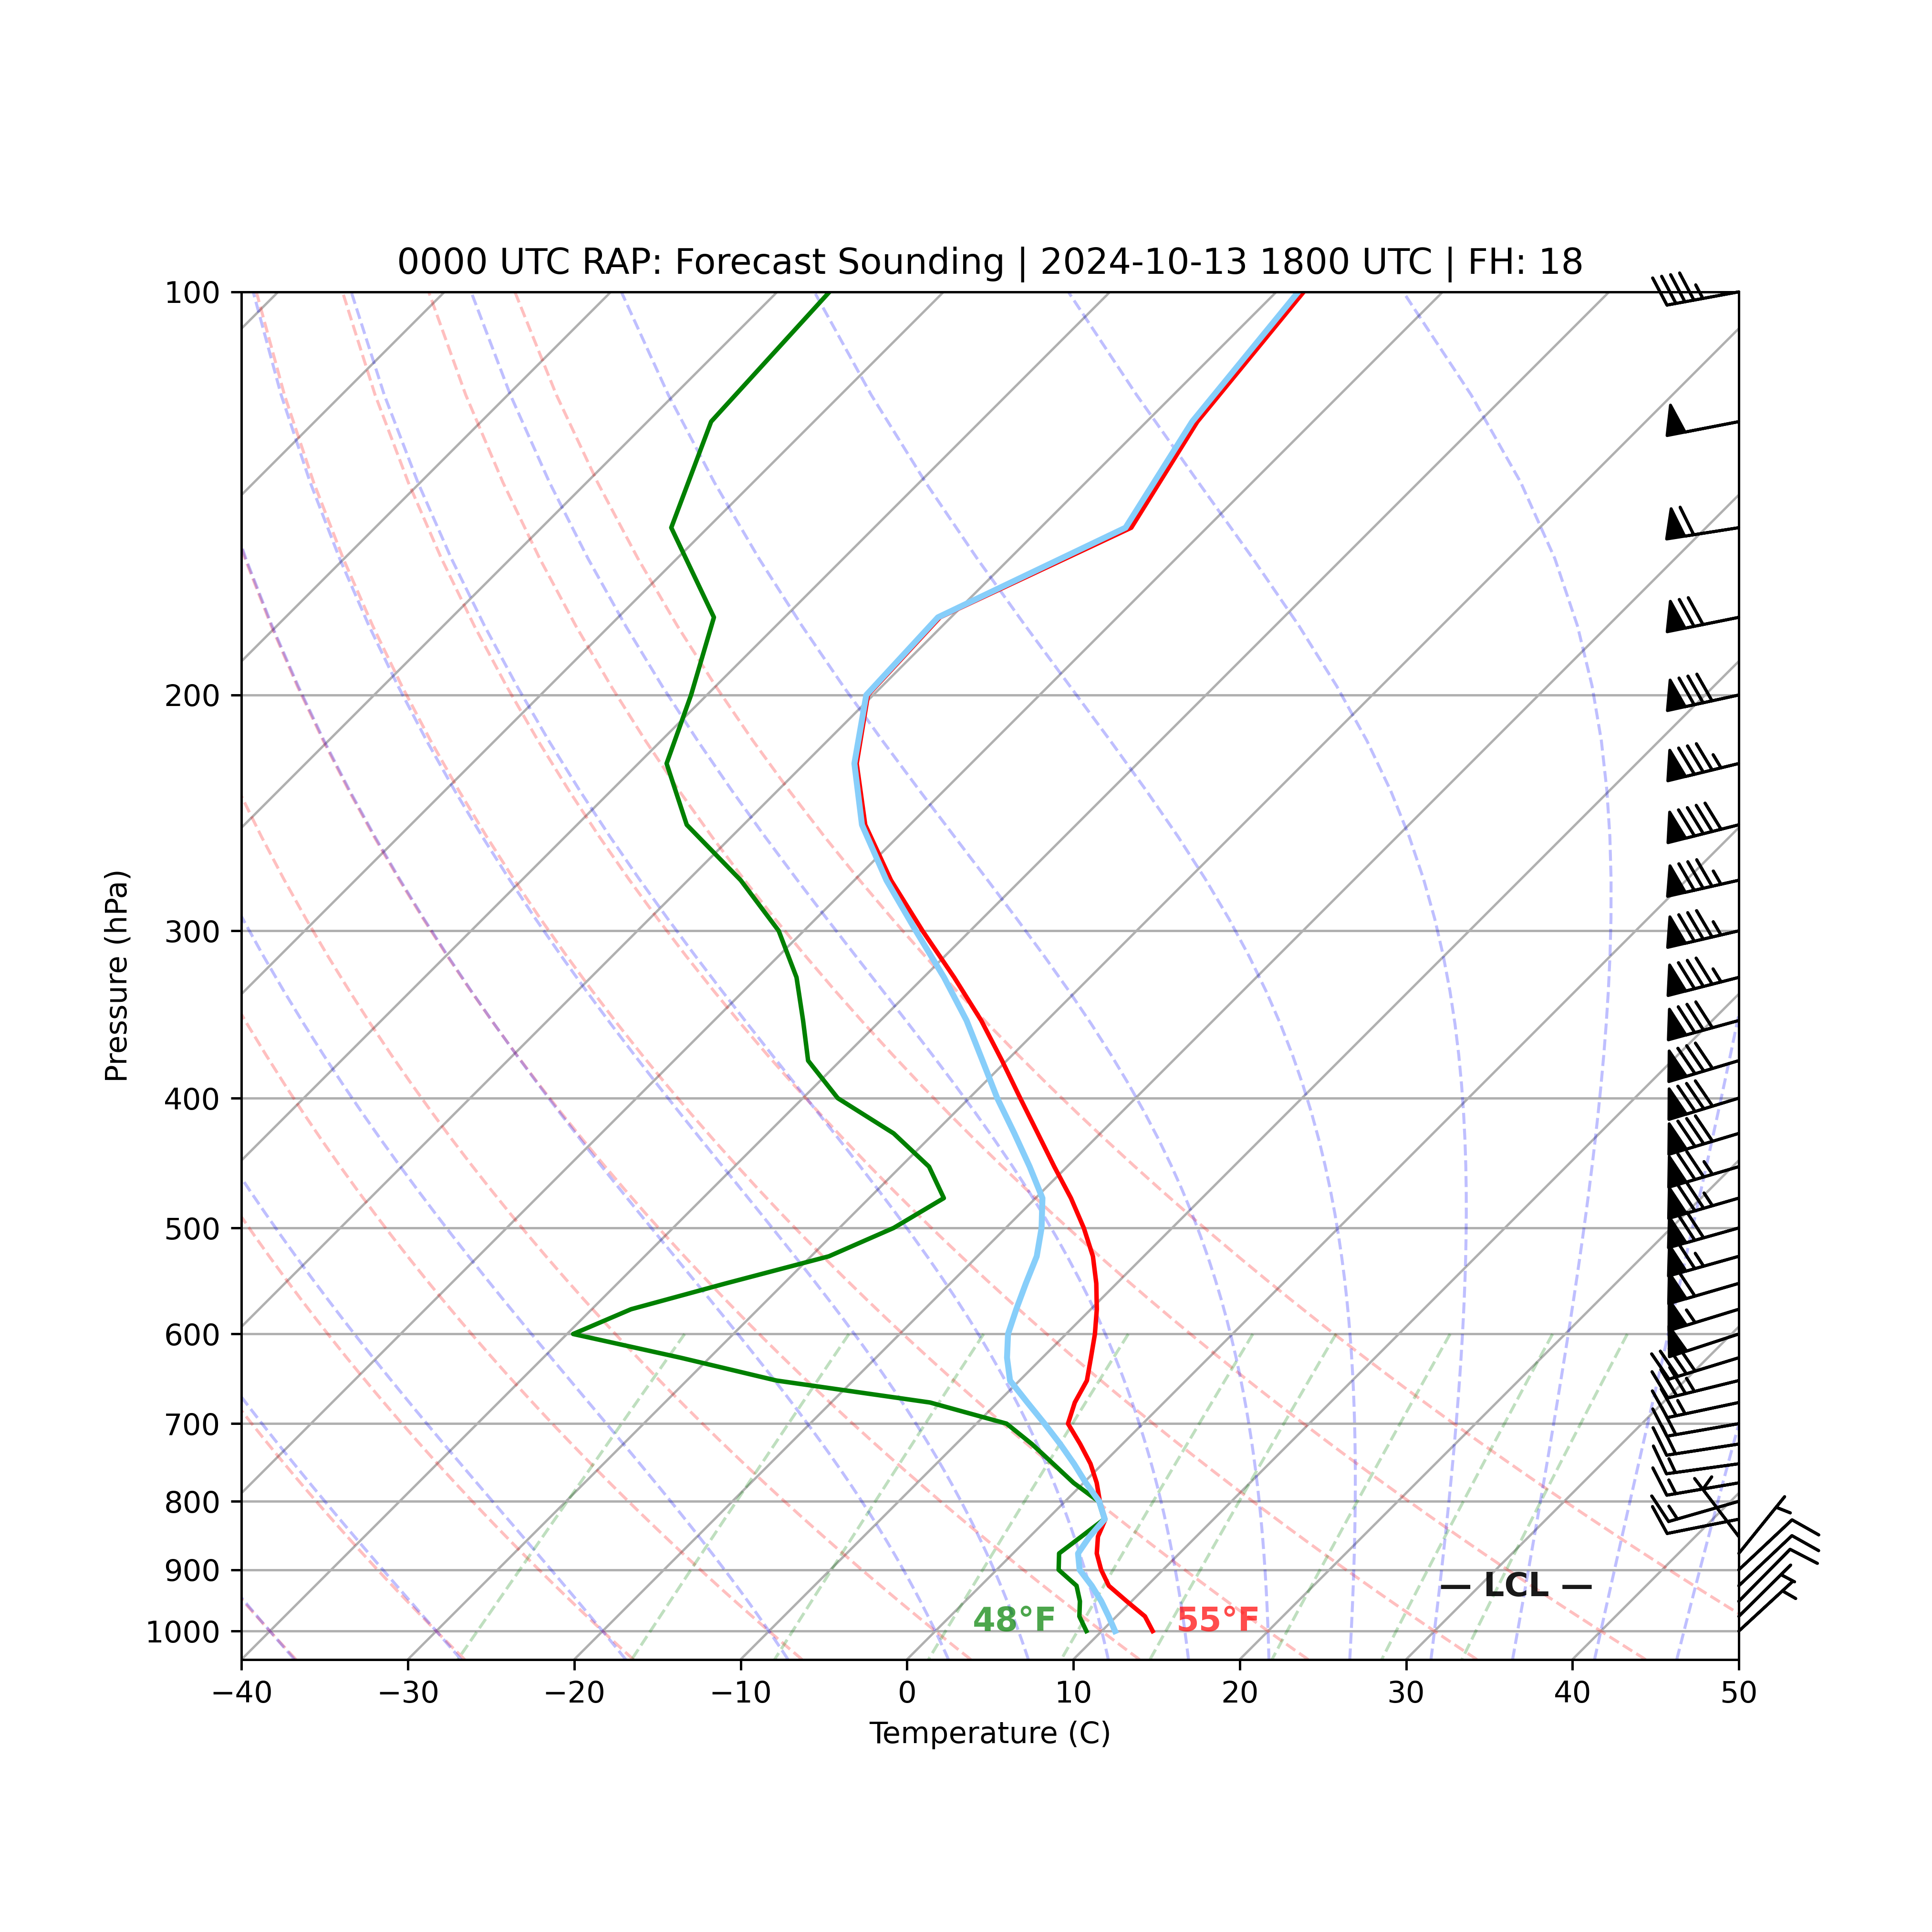 0000 UTC RAP: Forecast Sounding | 2024-10-13 1800 UTC | FH: 18
100
200
300
400
500
600
700
800
900
1000
Pressure (hPa)
— LCL —
48°F
55°F
−40 −30 −20 −10 0 10 20 30 40 50
Temperature (C)